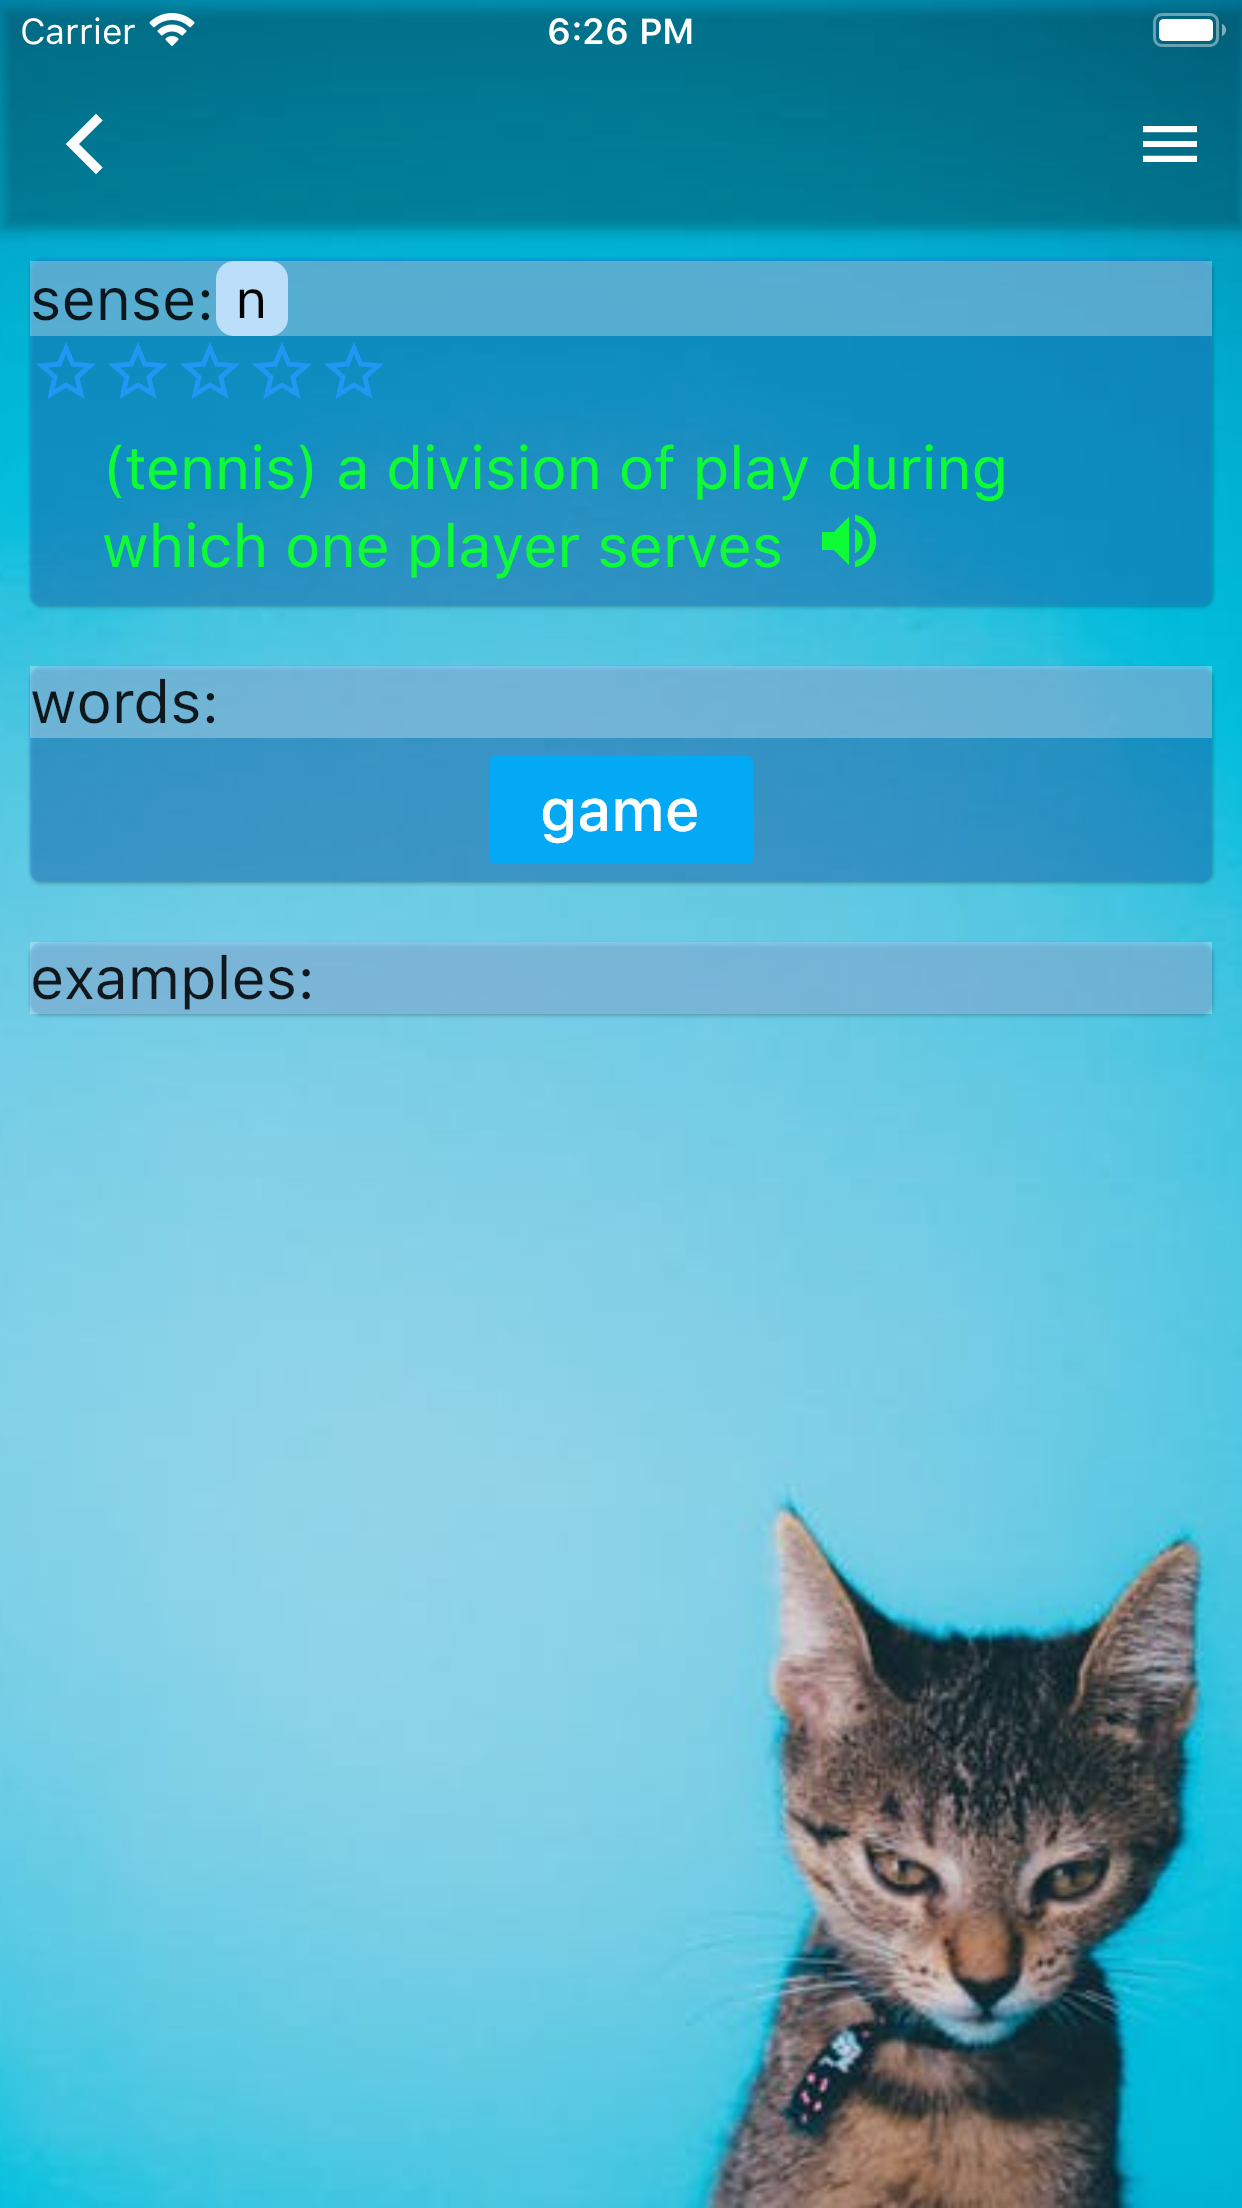 Carrier 6:26 PM
sense: n
(tennis) a division of play during
which one player serves
words:
game
examples: